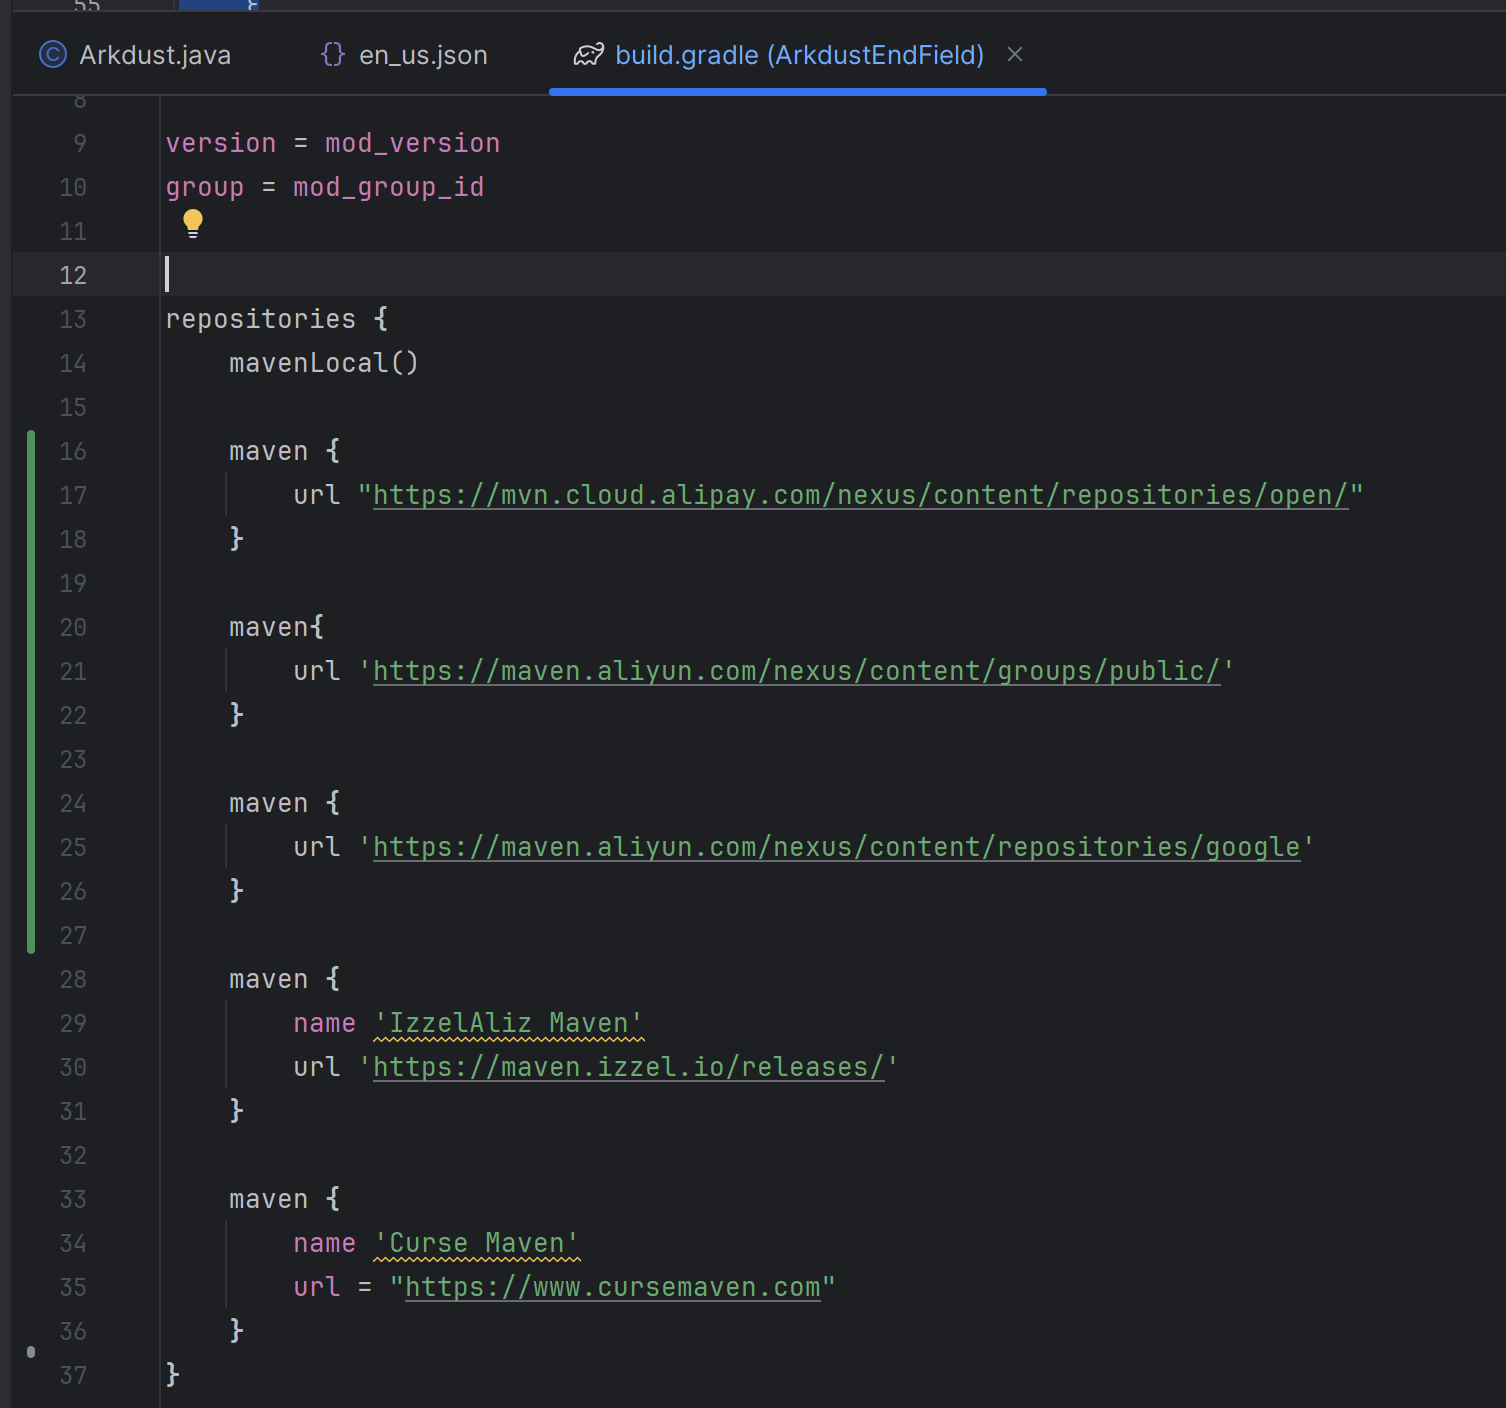 55 }
Arkdust.java en_us.json build.gradle (ArkdustEndField)
8
9 version = mod_version
10 group = mod_group_id
11
12
13 repositories {
14 mavenLocal()
15
16 maven {
17 url "https://mvn.cloud.alipay.com/nexus/content/repositories/open/"
18 }
19
20 maven{
21 url 'https://maven.aliyun.com/nexus/content/groups/public/'
22 }
23
24 maven {
25 url 'https://maven.aliyun.com/nexus/content/repositories/google'
26 }
27
28 maven {
29 name 'IzzelAliz Maven'
30 url 'https://maven.izzel.io/releases/'
31 }
32
33 maven {
34 name 'Curse Maven'
35 url = "https://www.cursemaven.com"
36 }
37 }